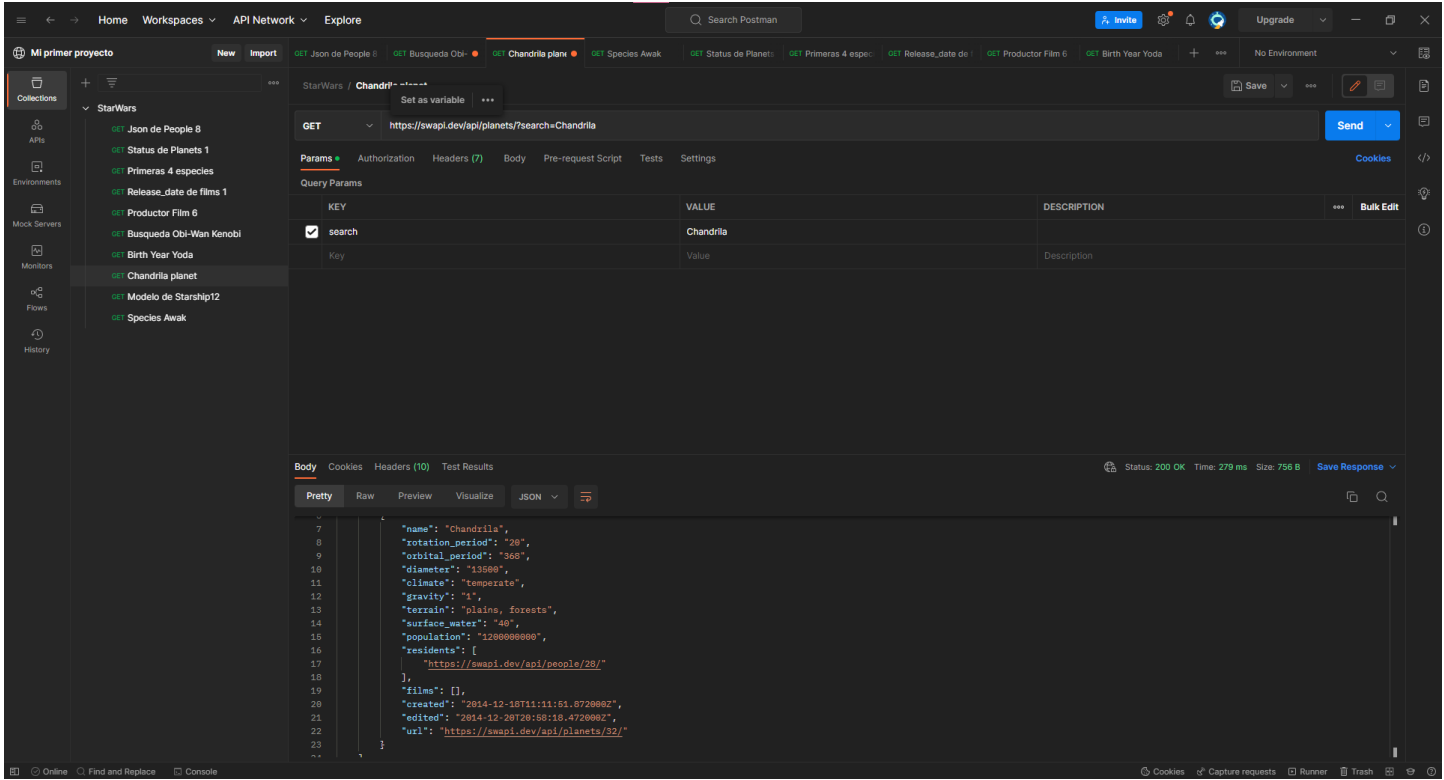 Home Workspaces API Network Explore Search Postman Invite Upgrade
Mi primer proyecto New Import GET Json de People 8 GET Busqueda Obi- GET Chandrila plane GET Species Awak GET Status de Planets GET Primeras 4 espec GET Release_date de GET Productor Film 6 GET Birth Year Yoda No Environment
Collections
APIs
Environments
Mock Servers
Monitors
Flows
History
StarWars
GET Json de People 8
GET Status de Planets 1
GET Primeras 4 especies
GET Release_date de films 1
GET Productor Film 6
GET Busqueda Obi-Wan Kenobi
GET Birth Year Yoda
GET Chandrila planet
GET Modelo de Starship12
GET Species Awak
StarWars / Chandrila planet Save
Set as variable
GET https://swapi.dev/api/planets/?search=Chandrila Send
Params Authorization Headers (7) Body Pre-request Script Tests Settings Cookies
Query Params
KEY VALUE DESCRIPTION Bulk Edit
search Chandrila
Key Value Description
Body Cookies Headers (10) Test Results Status: 200 OK Time: 279 ms Size: 756 B Save Response
Pretty Raw Preview Visualize JSON
6 {
7 "name": "Chandrila",
8 "rotation_period": "20",
9 "orbital_period": "368",
10 "diameter": "13500",
11 "climate": "temperate",
12 "gravity": "1",
13 "terrain": "plains, forests",
14 "surface_water": "40",
15 "population": "1200000000",
16 "residents": [
17 "https://swapi.dev/api/people/28/"
18 ],
19 "films": [],
20 "created": "2014-12-18T11:11:51.872000Z",
21 "edited": "2014-12-20T20:58:18.472000Z",
22 "url": "https://swapi.dev/api/planets/32/"
23 }
24 ]
Online Find and Replace Console Cookies Capture requests Runner Trash